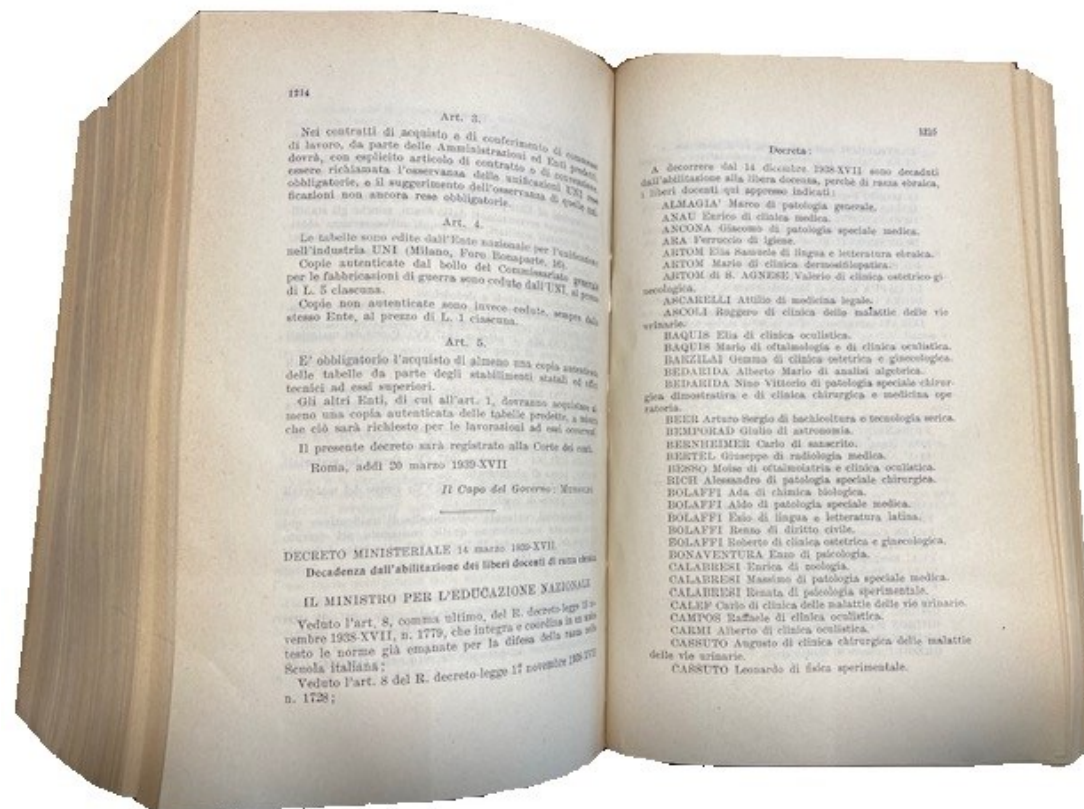 1214
Art. 3.
Nei contratti di acquisto o di conferimento di commesse
di lavoro, da parte delle Amministrazioni ed Enti predetti,
dovrà, con esplicito articolo di contratto o di convenzione,
essere richiamata l'osservanza delle unificazioni UNI rese
obbligatorie, e il suggerimento dell'osservanza di quelle uni-
ficazioni non ancora rese obbligatorie.
Art. 4.
Le tabelle sono edite dall'Ente nazionale per l'unificazione
nell'industria UNI (Milano, Foro Bonaparte, 16).
Copie autenticate dal bollo del Commissariato generale
per le fabbricazioni di guerra sono cedute dall'UNI, al prezzo
di L. 5 ciascuna.
Copie non autenticate sono invece cedute, sempre dallo
stesso Ente, al prezzo di L. 1 ciascuna.
Art. 5.
E' obbligatorio l'acquisto di almeno una copia autenticata
delle tabelle da parte degli stabilimenti statali ed uffici
tecnici ad essi superiori.
Gli altri Enti, di cui all'art. 1, dovranno acquistare al-
meno una copia autenticata delle tabelle predette, a misura
che ciò sarà richiesto per le lavorazioni ad essi
Il presente decreto sarà registrato alla Corte dei conti.
Roma, addì 20 marzo 1939-XVII
Il Capo del Governo: MUSSOLINI
DECRETO MINISTERIALE 14 marzo 1939-XVII.
Decadenza dall'abilitazione dei liberi docenti di razza ebraica.
IL MINISTRO PER L'EDUCAZIONE NAZIONALE
Veduto l'art. 8, comma ultimo, del R. decreto-legge 15 no-
vembre 1938-XVII, n. 1779, che integra e coordina in un unico
testo le norme già emanate per la difesa della razza nella
Scuola italiana;
Veduto l'art. 8 del R. decreto-legge 17 novembre 1938-XVII
n. 1728;
1215
Decreta:
A decorrere dal 14 dicembre 1938-XVII sono decaduti
dall'abilitazione alla libera docenza, perchè di razza ebraica,
i liberi docenti qui appresso indicati:
ALMAGIA' Marco di patologia generale.
ANAU Enrico di clinica medica.
ANCONA Giacomo di patologia speciale medica.
ARA Ferruccio di igiene.
ARTOM Elia Samuele di lingua e letteratura ebraica.
ARTOM Mario di clinica dermosifilopatica.
ARTOM di S. AGNESE Valerio di clinica ostetrico-gi-
necologica.
ASCARELLI Attilio di medicina legale.
ASCOLI Ruggero di clinica delle malattie delle vie
urinarie.
BAQUIS Elia di clinica oculistica.
BAQUIS Mario di oftalmologia e di clinica oculistica.
BARZILAI Gemma di clinica ostetrica e ginecologica.
BEDARIDA Alberto Mario di analisi algebrica.
BEDARIDA Nino Vittorio di patologia speciale chirur-
gica dimostrativa e di clinica chirurgica e medicina ope
ratoria.
BEER Arturo Sergio di bachicoltura e tecnologia serica.
BEMPORAD Giulio di astronomia.
BERNHEIMER Carlo di sanscrito.
BERTEL Giuseppe di radiologia medica.
BESSO Moise di oftalmoiatria e clinica oculistica.
RICH Alessandro di patologia speciale chirurgica.
BOLAFFI Ada di chimica biologica.
BOLAFFI Aldo di patologia speciale medica.
BOLAFFI Ezio di lingua e letteratura latina.
BOLAFFI Renzo di diritto civile.
BOLAFFI Roberto di clinica ostetrica e ginecologica.
BONAVENTURA Enzo di psicologia.
CALABRESI Enrica di zoologia.
CALABRESI Massimo di patologia speciale medica.
CALABRESI Renata di psicologia sperimentale.
CALEF Carlo di clinica delle malattie delle vie urinarie.
CAMPOS Raffaele di clinica oculistica.
CARMI Alberto di clinica oculistica.
CASSUTO Augusto di clinica chirurgica delle malattie
delle vie urinarie.
CASSUTO Leonardo di fisica sperimentale.